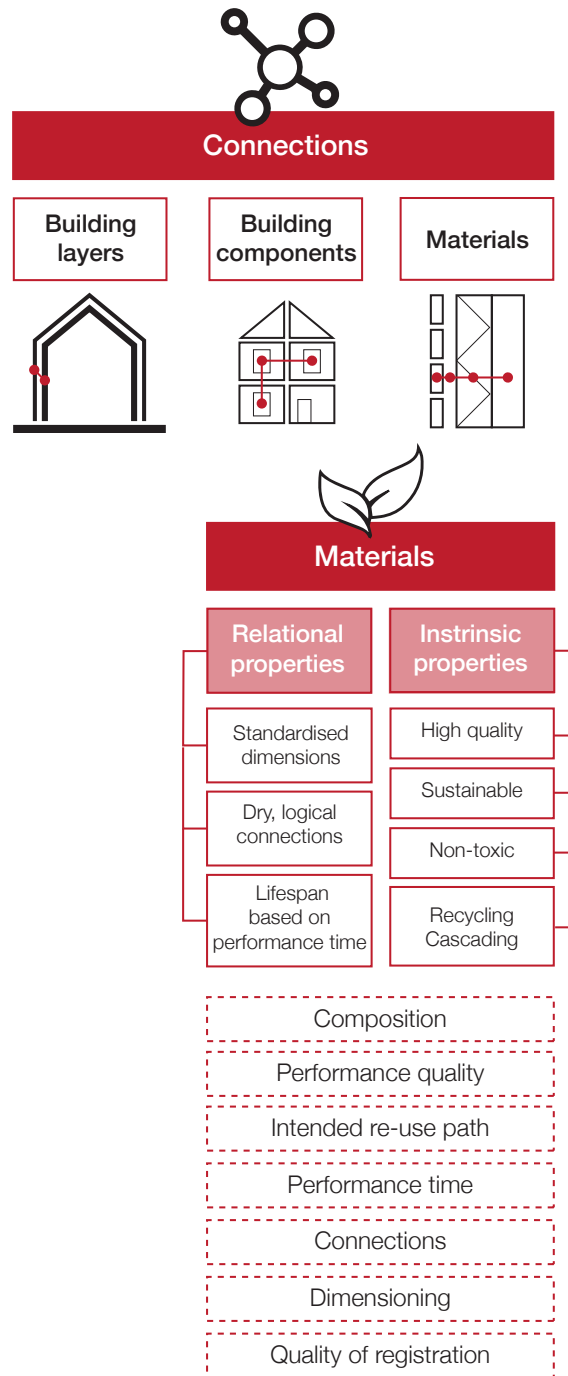 Connections
Building
layers
Building
components
Materials
Materials
Relational
properties
Instrinsic
properties
Standardised
dimensions
Dry, logical
connections
Lifespan
based on
performance time
High quality
Sustainable
Non-toxic
Recycling
Cascading
Composition
Performance quality
Intended re-use path
Performance time
Connections
Dimensioning
Quality of registration